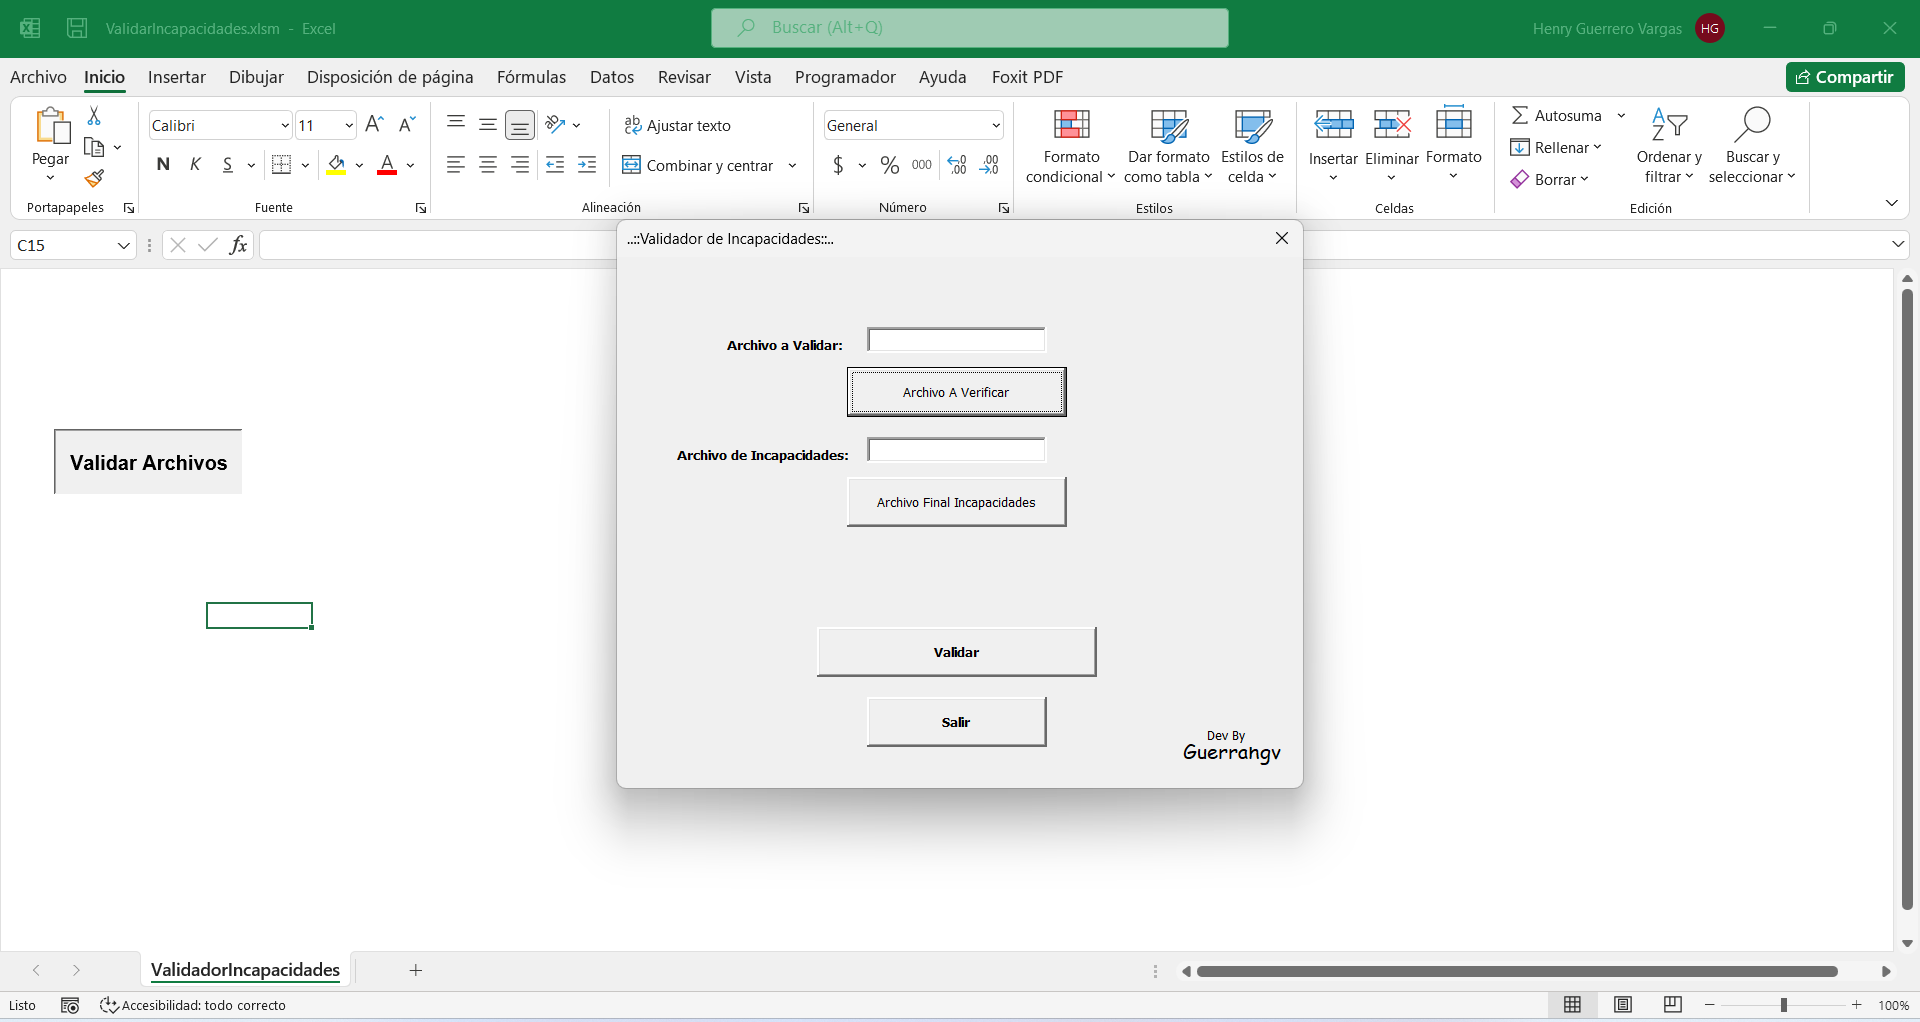 ValidarIncapacidades.xlsm - Excel
Buscar (Alt+Q)
Henry Guerrero Vargas HG
Archivo Inicio Insertar Dibujar Disposición de página Fórmulas Datos Revisar Vista Programador Ayuda Foxit PDF Compartir
Pegar
Portapapeles
Calibri 11
N K S
Fuente
Ajustar texto
Combinar y centrar
Alineación
General
$ % 000
Número
Formato condicional
Dar formato como tabla
Estilos de celda
Estilos
Insertar Eliminar Formato
Celdas
Autosuma
Rellenar
Borrar
Ordenar y filtrar
Buscar y seleccionar
Edición
C15 fx
..::Validador de Incapacidades::..
Archivo a Validar:
Archivo A Verificar
Archivo de Incapacidades:
Archivo Final Incapacidades
Validar
Salir
Dev By
Guerrahgv
Validar Archivos
ValidadorIncapacidades
Listo Accesibilidad: todo correcto 100%